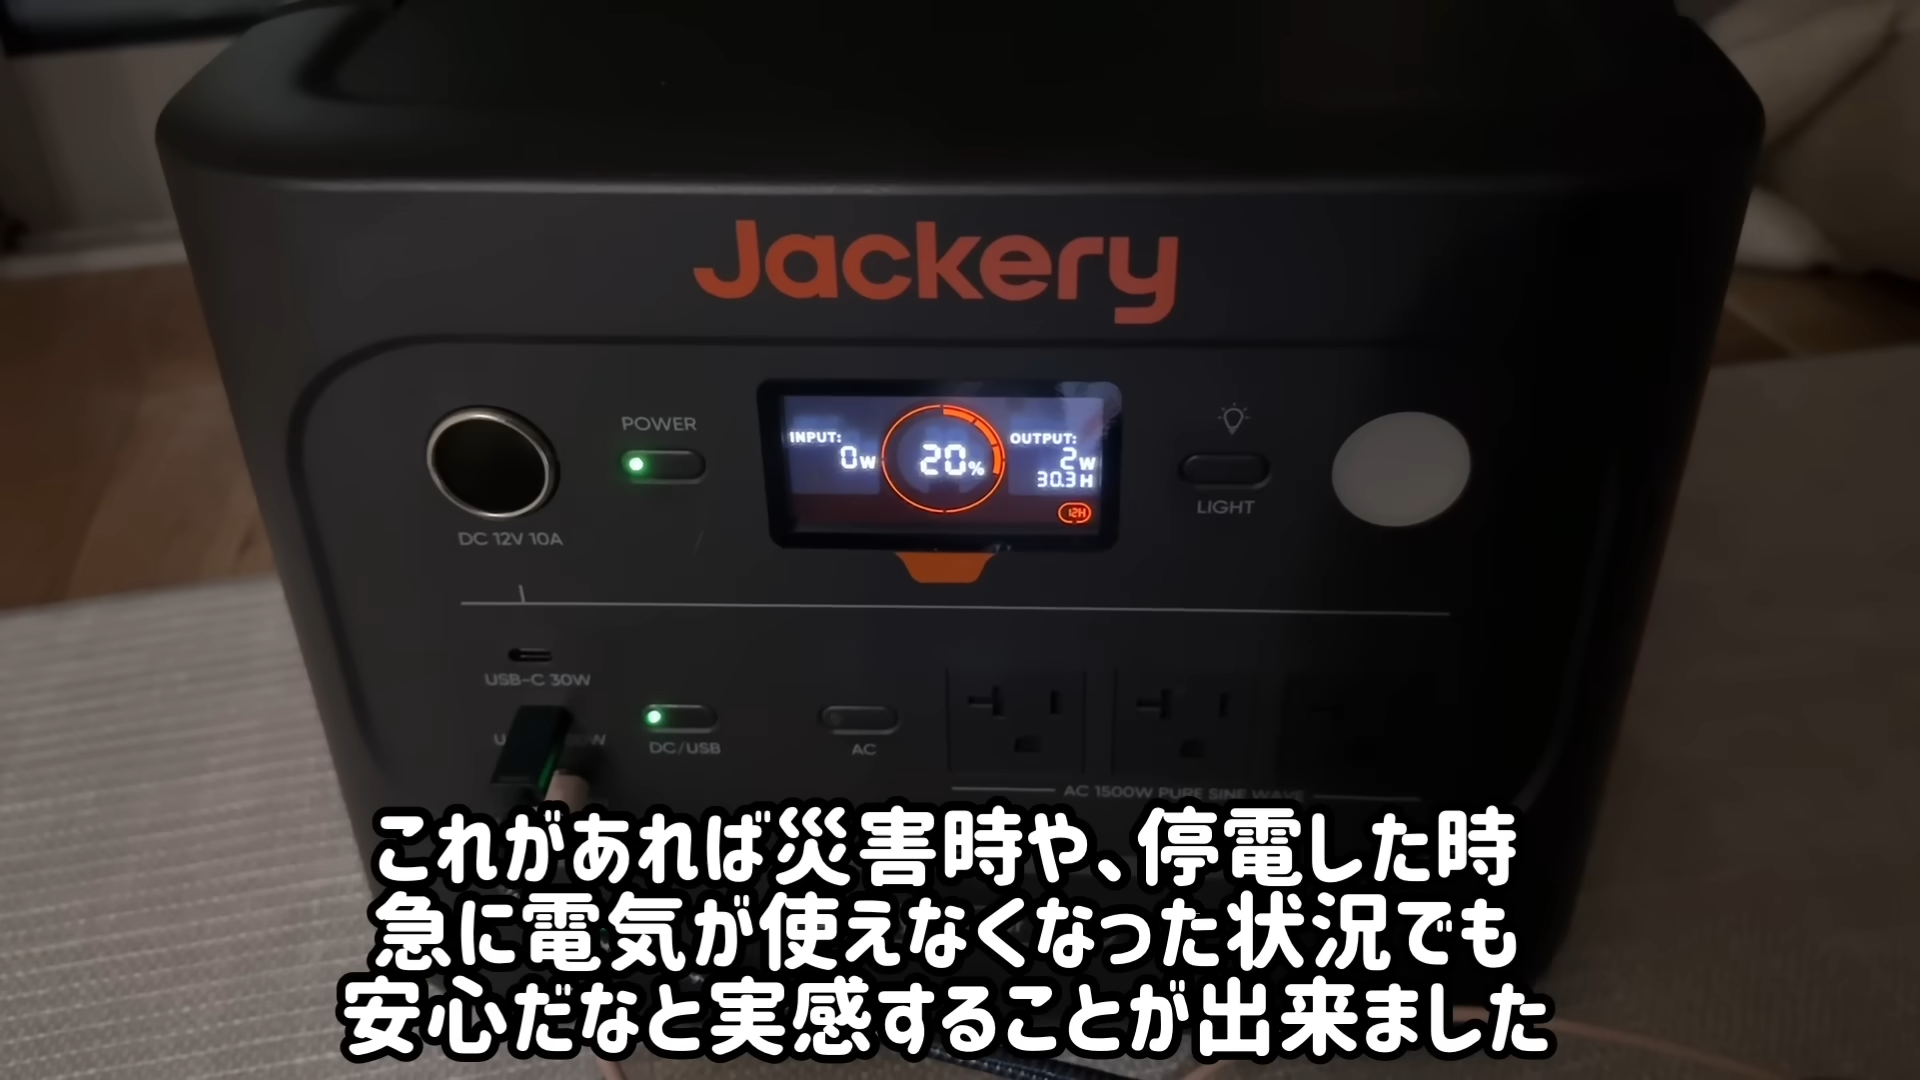 Jackery
POWER
INPUT:
0W
20%
OUTPUT:
2W
30.3H
12H
LIGHT
DC 12V 10A
USB-C 30W
DC/USB
AC
AC 1500W PURE SINE WAVE
これがあれば災害時や、停電した時
急に電気が使えなくなった状況でも
安心だなと実感することが出来ました